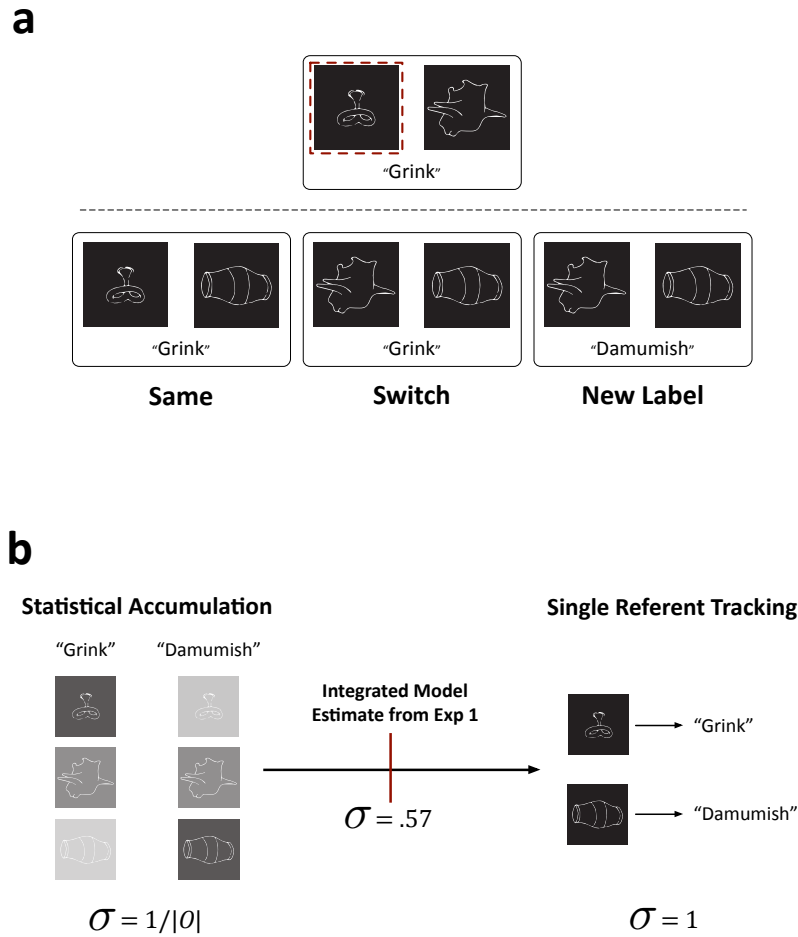 a
"Grink"
"Grink"
"Grink"
"Damumish"
Same
Switch
New Label
b
Statistical Accumulation
Single Referent Tracking
"Grink"
"Damumish"
Integrated Model
Estimate from Exp 1
"Grink"
σ = .57
"Damumish"
σ = 1/|0|
σ = 1